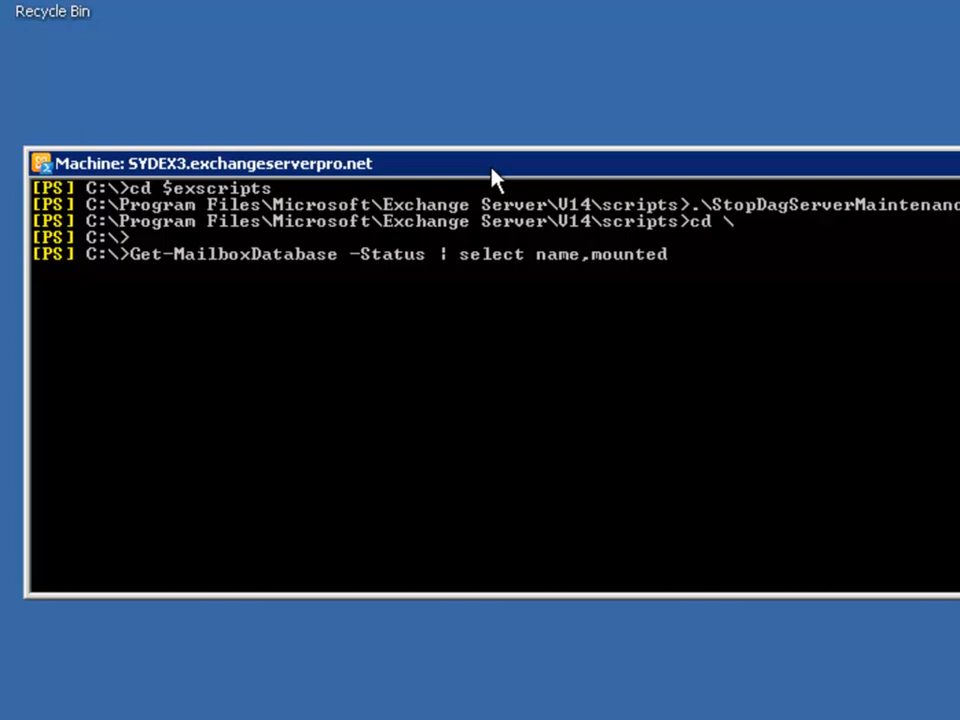 Recycle Bin
Machine: SYDEX3.exchangeserverpro.net
[PS] C:\>cd $exscripts
[PS] C:\Program Files\Microsoft\Exchange Server\V14\scripts>.\StopDagServerMaintenanc
[PS] C:\Program Files\Microsoft\Exchange Server\V14\scripts>cd \
[PS] C:\>
[PS] C:\>Get-MailboxDatabase -Status | select name,mounted